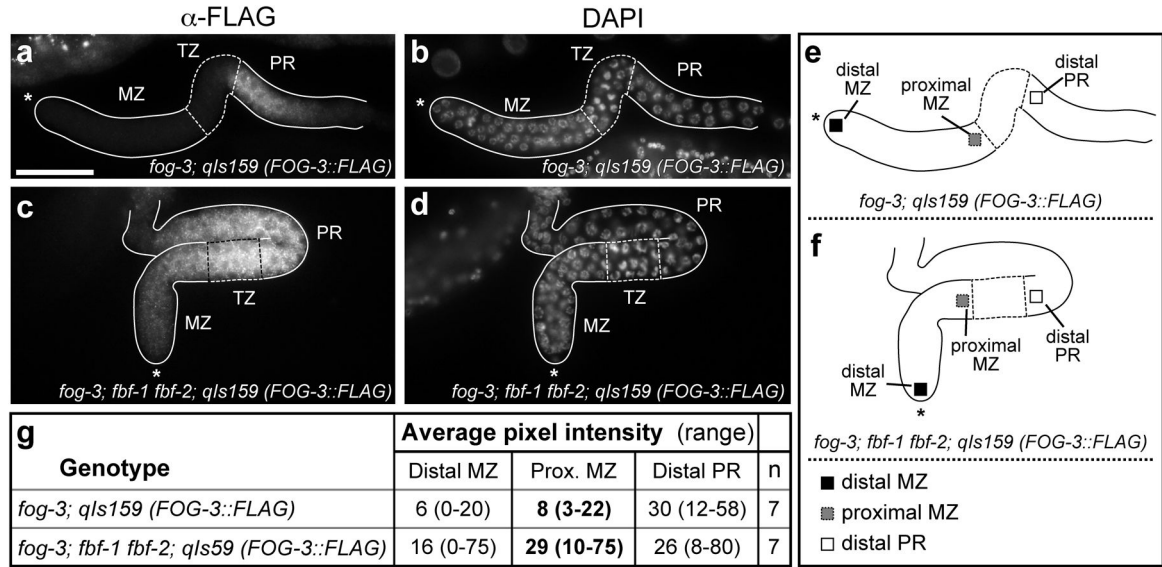 α-FLAG
DAPI
a
TZ
PR
MZ
*
fog-3; qIs159 (FOG-3::FLAG)
b
TZ
PR
MZ
*
fog-3; qIs159 (FOG-3::FLAG)
c
PR
TZ
MZ
*
fog-3; fbf-1 fbf-2; qIs159 (FOG-3::FLAG)
d
PR
TZ
MZ
*
fog-3; fbf-1 fbf-2; qIs159 (FOG-3::FLAG)
e
distal
MZ
proximal
MZ
distal
PR
*
fog-3; qIs159 (FOG-3::FLAG)
f
proximal
MZ
distal
PR
distal
MZ
*
fog-3; fbf-1 fbf-2; qIs159 (FOG-3::FLAG)
distal MZ
proximal MZ
distal PR
g
Average pixel intensity (range)
Genotype Distal MZ Prox. MZ Distal PR n
fog-3; qIs159 (FOG-3::FLAG) 6 (0-20) 8 (3-22) 30 (12-58) 7
fog-3; fbf-1 fbf-2; qIs59 (FOG-3::FLAG) 16 (0-75) 29 (10-75) 26 (8-80) 7